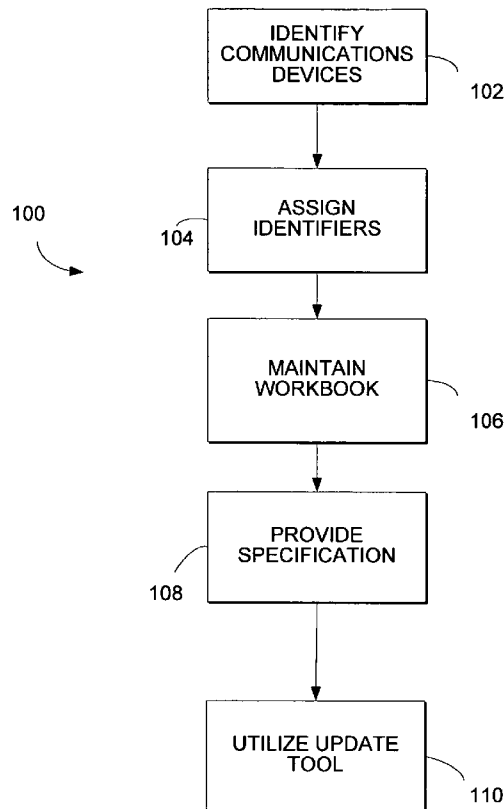 IDENTIFY
COMMUNICATIONS
DEVICES
102
100
104
ASSIGN
IDENTIFIERS
MAINTAIN
WORKBOOK
106
PROVIDE
SPECIFICATION
108
UTILIZE UPDATE
TOOL
110